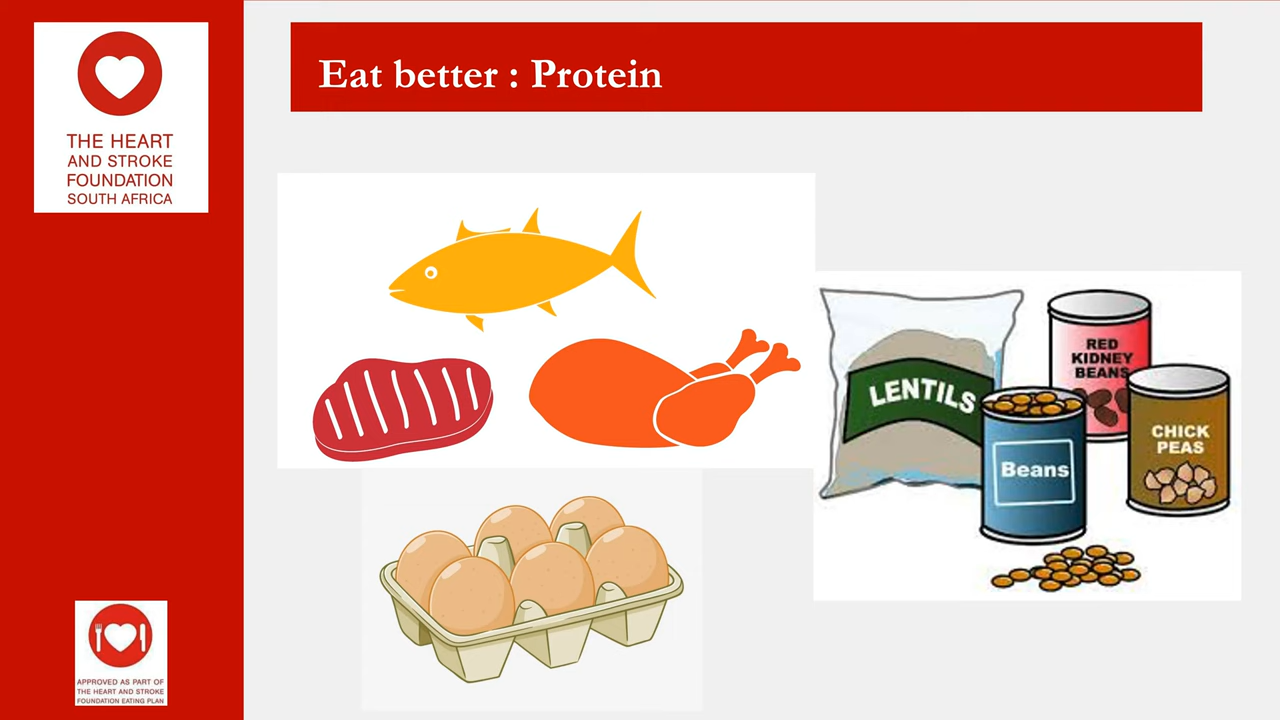 THE HEART
AND STROKE
FOUNDATION
SOUTH AFRICA
Eat better : Protein
LENTILS
RED
KIDNEY
BEANS
Beans
CHICK
PEAS
APPROVED AS PART OF
THE HEART AND STROKE
FOUNDATION EATING PLAN